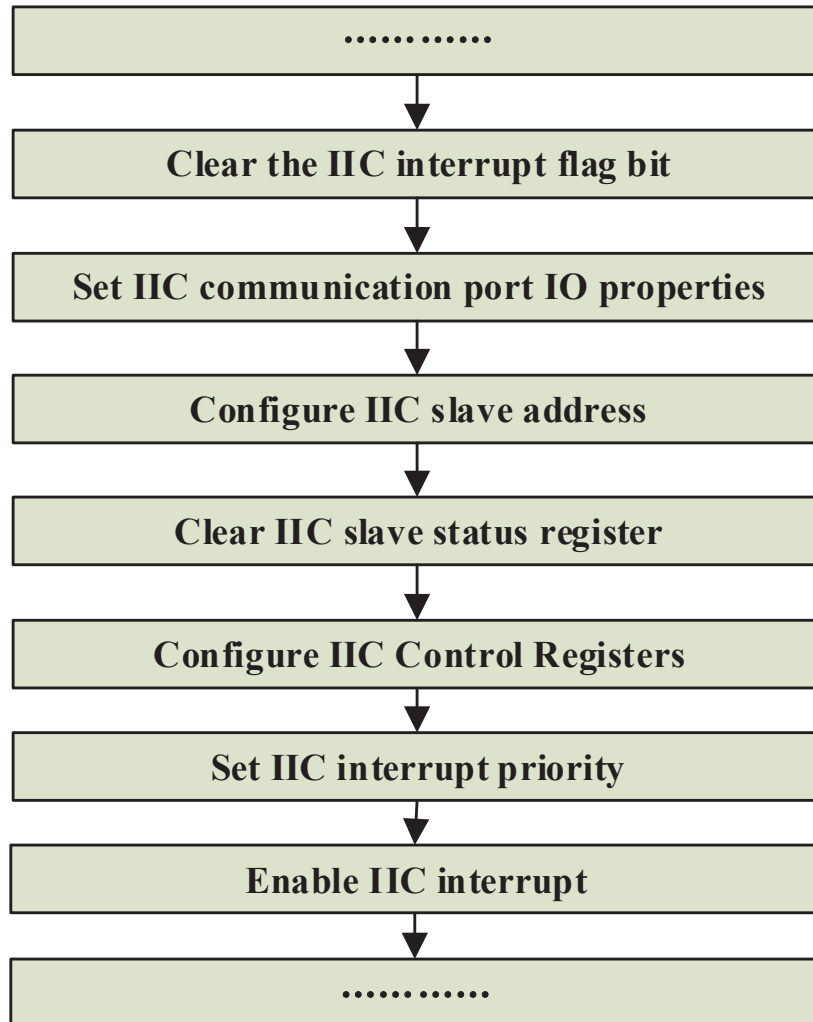 ············
Clear the IIC interrupt flag bit
Set IIC communication port IO properties
Configure IIC slave address
Clear IIC slave status register
Configure IIC Control Registers
Set IIC interrupt priority
Enable IIC interrupt
············